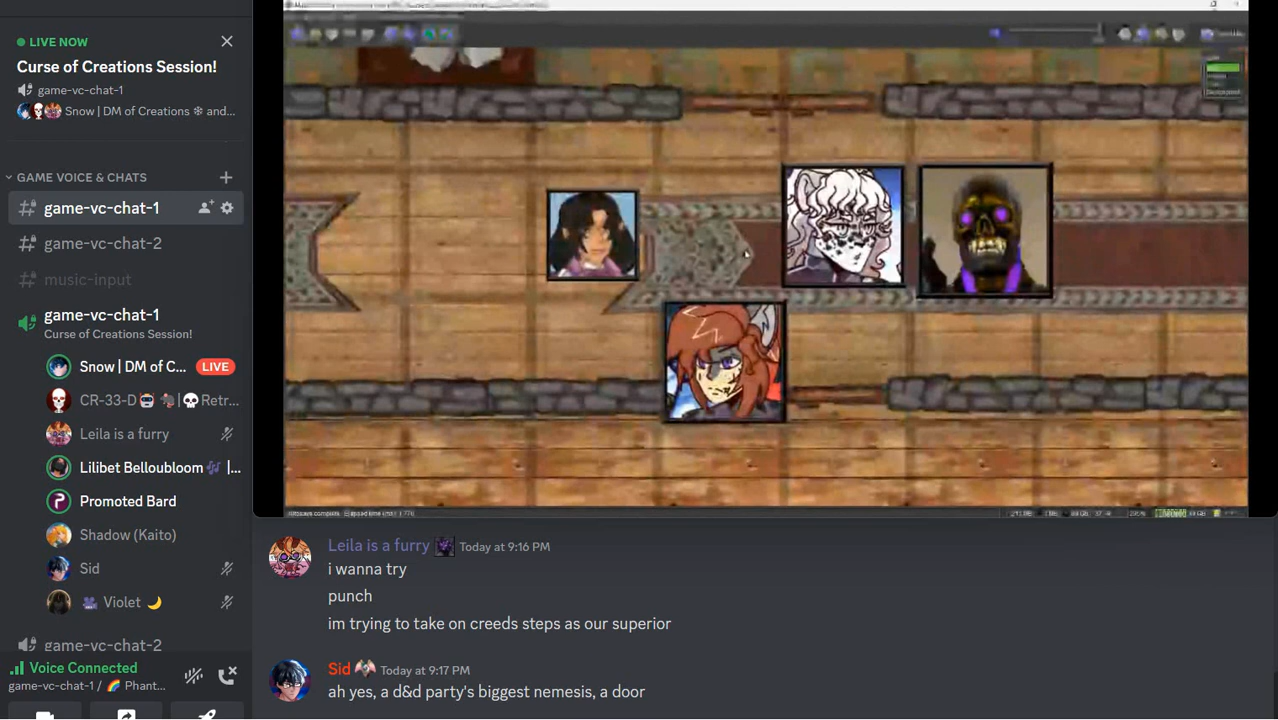 LIVE NOW
Curse of Creations Session!
game-vc-chat-1
Snow | DM of Creations ❄ and...
GAME VOICE & CHATS
game-vc-chat-1
game-vc-chat-2
music-input
game-vc-chat-1
Curse of Creations Session!
Snow | DM of C... LIVE
CR-33-D | Retr...
Leila is a furry
Lilibet Belloubloom 🎶 |...
Promoted Bard
Shadow (Kaito)
Sid
Violet 🌙
game-vc-chat-2
Voice Connected
game-vc-chat-1 / 🌈 Phant...
Leila is a furry Today at 9:16 PM
i wanna try
punch
im trying to take on creeds steps as our superior
Sid Today at 9:17 PM
ah yes, a d&d party's biggest nemesis, a door